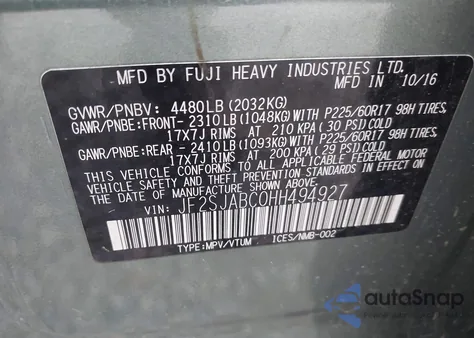 MFD BY FUJI HEAVY INDUSTRIES LTD. 10/16
GVWR/PNBV: 4480LB (2032KG)
GAWR/PNBE: FRONT- 2310LB (1048KG) WITH P225/60R17 98H TIRES,
17X7J RIMS AT 210 KPA (30 PSI) COLD
GAWR/PNBE: REAR - 2410LB (1093KG) WITH P225/60R17 98H TIRES,
17X7J RIMS AT 200 KPA (29 PSI) COLD
THIS VEHICLE CONFORMS TO ALL APPLICABLE FEDERAL MOTOR
VEHICLE SAFETY, BUMPER, AND THEFT PREVENTION STANDARDS
IN EFFECT ON THE DATE OF MANUFACTURE SHOWN ABOVE.
VIN: JF2SJABC0HH494927
TYPE:MPV/VTUM ICES/NMB-002
autoSnap